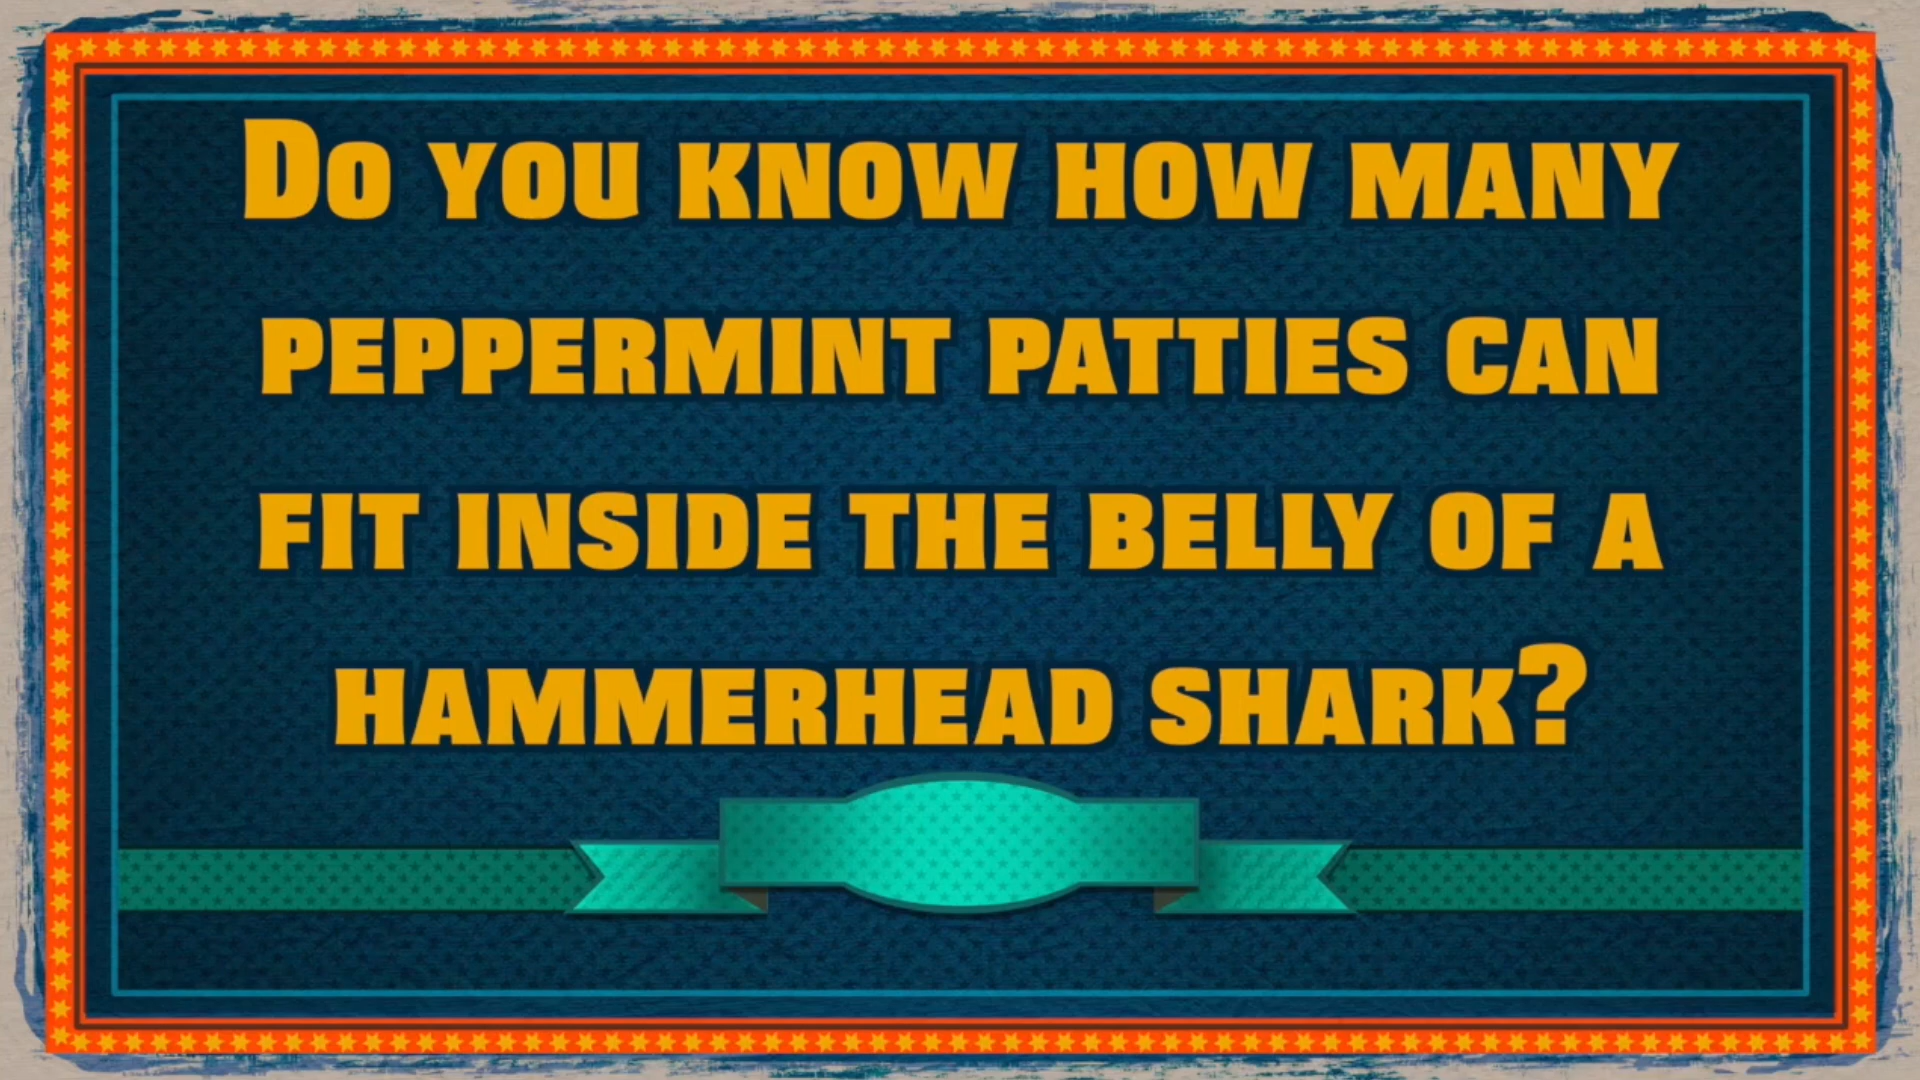 Do you know how many
peppermint patties can
fit inside the belly of a
hammerhead shark?